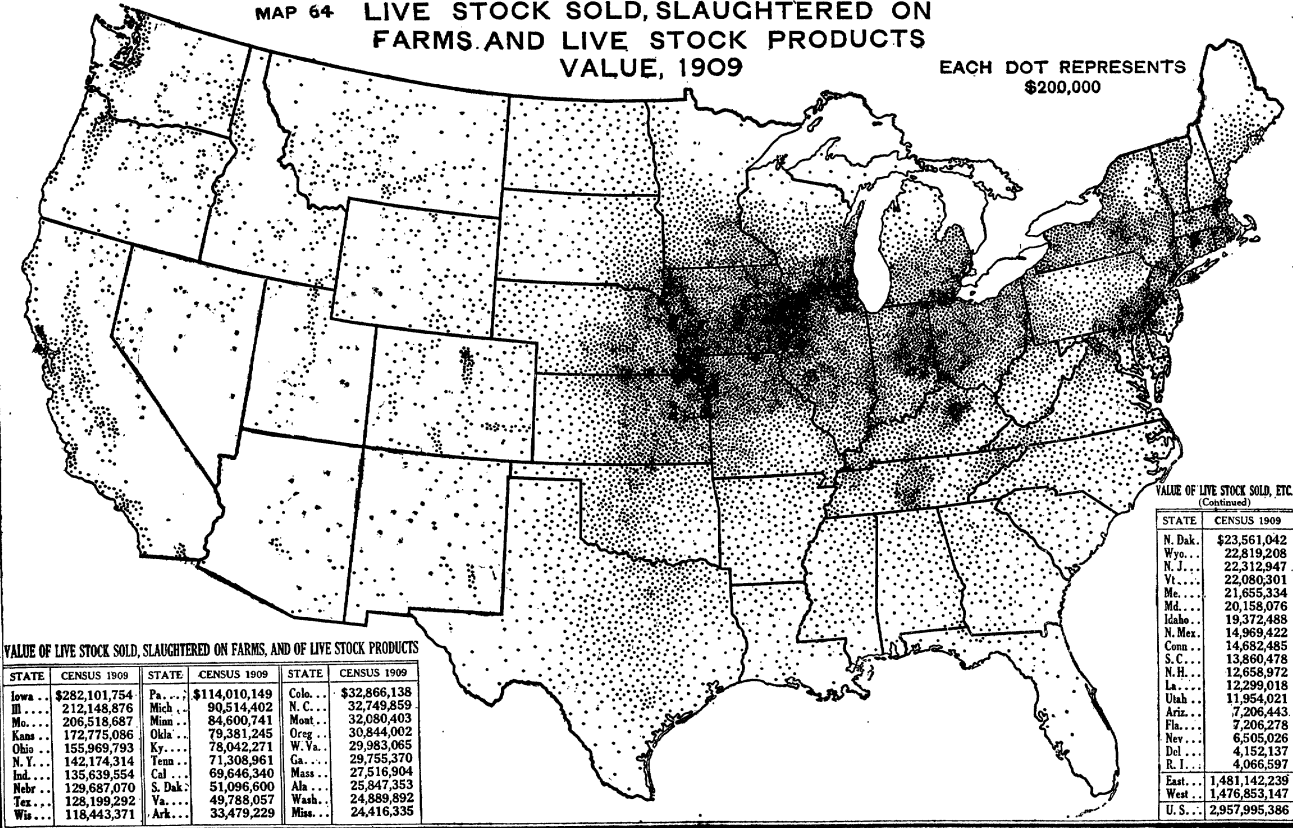 MAP 64 LIVE STOCK SOLD, SLAUGHTERED ON
FARMS AND LIVE STOCK PRODUCTS
VALUE, 1909
EACH DOT REPRESENTS
$200,000
VALUE OF LIVE STOCK SOLD, ETC.
(Continued)
STATE CENSUS 1909
N. Dak. $23,561,042
Wyo... 22,819,208
N. J... 22,312,947
Vt.... 22,080,301
Me.... 21,655,334
Md.... 20,158,076
Idaho.. 19,372,488
N. Mex. 14,969,422
Conn.. 14,682,485
S. C... 13,860,478
N. H... 12,658,972
La.... 12,299,018
Utah.. 11,954,021
Ariz... 7,206,443
Fla.... 7,206,278
Nev... 6,505,026
Del... 4,152,137
R. I... 4,066,597
East... 1,481,142,239
West.. 1,476,853,147
U. S... 2,957,995,386
VALUE OF LIVE STOCK SOLD, SLAUGHTERED ON FARMS, AND OF LIVE STOCK PRODUCTS
STATE CENSUS 1909 STATE CENSUS 1909 STATE CENSUS 1909
Iowa.. $282,101,754 Pa.... $114,010,149 Colo... $32,866,138
Ill.... 212,148,876 Mich.. 90,514,402 N. C... 32,749,859
Mo.... 206,518,687 Minn.. 84,600,741 Mont.. 32,080,403
Kans.. 172,775,086 Okla.. 79,381,245 Oreg.. 30,844,002
Ohio.. 155,969,793 Ky.... 78,042,271 W. Va.. 29,983,065
N. Y... 142,174,314 Tenn.. 71,308,961 Ga.... 29,755,370
Ind.... 135,639,554 Cal... 69,646,340 Mass.. 27,516,904
Nebr.. 129,687,070 S. Dak. 51,096,600 Ala... 25,847,353
Tex... 128,199,292 Va.... 49,788,057 Wash.. 24,889,892
Wis... 118,443,371 Ark... 33,479,229 Miss... 24,416,335